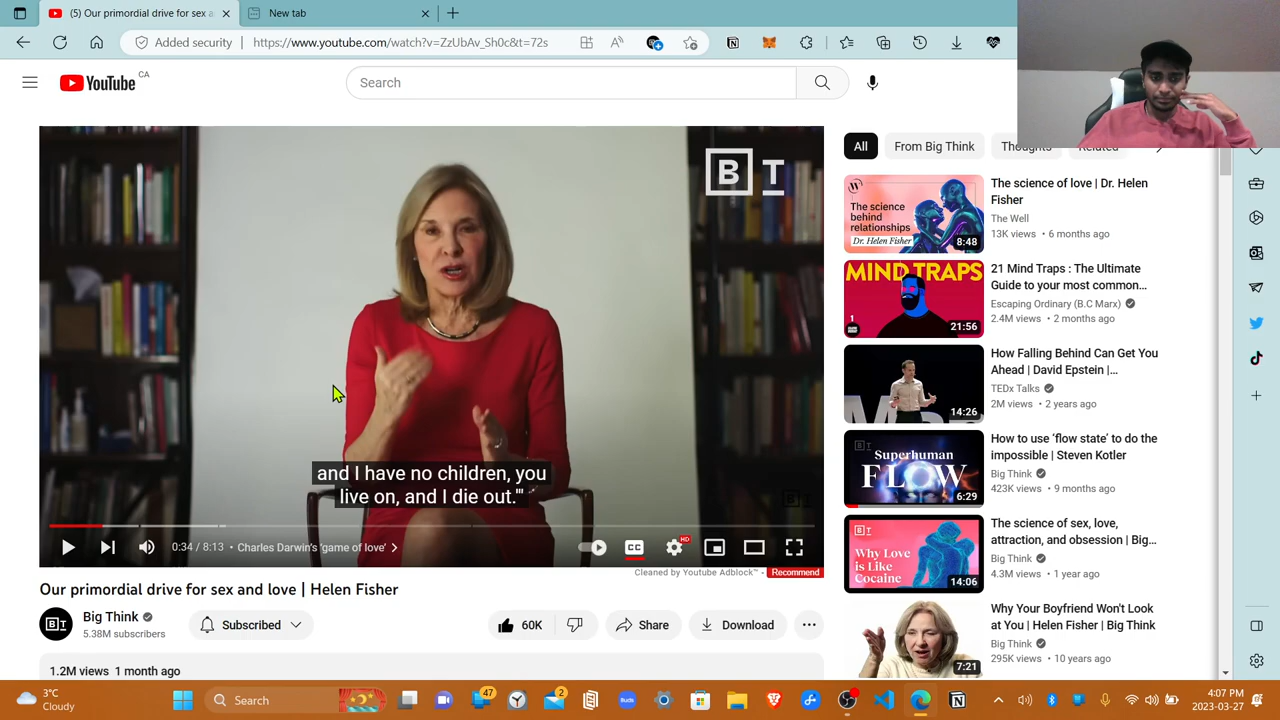 (5) Our primordial drive for sex a
New tab
Added security
https://www.youtube.com/watch?v=ZzUbAv_Sh0c&t=72s
YouTube CA
Search
B T
and I have no children, you
live on, and I die out.'"
0:34 / 8:13 • Charles Darwin's 'game of love'
CC
HD
Cleaned by Youtube Adblock™ - Recommend
Our primordial drive for sex and love | Helen Fisher
Big Think
5.38M subscribers
Subscribed
60K
Share
Download
1.2M views 1 month ago
All
From Big Think
Thoughts
Related
The science
behind
relationships
Dr. Helen Fisher
8:48
The science of love | Dr. Helen
Fisher
The Well
13K views • 6 months ago
MIND TRAPS
21:56
21 Mind Traps : The Ultimate
Guide to your most common...
Escaping Ordinary (B.C Marx)
2.4M views • 2 months ago
14:26
How Falling Behind Can Get You
Ahead | David Epstein |...
TEDx Talks
2M views • 2 years ago
Superhuman
FLOW
6:29
How to use 'flow state' to do the
impossible | Steven Kotler
Big Think
423K views • 9 months ago
Why Love
is Like
Cocaine
14:06
The science of sex, love,
attraction, and obsession | Big...
Big Think
4.3M views • 1 year ago
7:21
Why Your Boyfriend Won't Look
at You | Helen Fisher | Big Think
Big Think
295K views • 10 years ago
3°C
Cloudy
Search
47
2
4:07 PM
2023-03-27